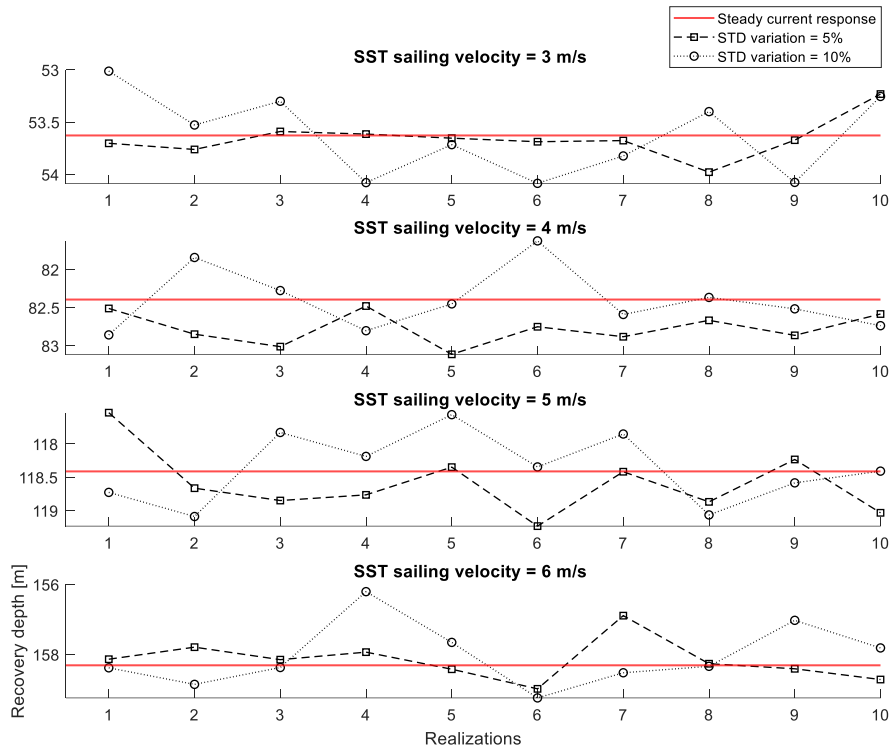 Steady current response
STD variation = 5%
STD variation = 10%
SST sailing velocity = 3 m/s
53
53.5
54
1 2 3 4 5 6 7 8 9 10
SST sailing velocity = 4 m/s
82
82.5
83
1 2 3 4 5 6 7 8 9 10
SST sailing velocity = 5 m/s
118
118.5
119
1 2 3 4 5 6 7 8 9 10
SST sailing velocity = 6 m/s
156
158
1 2 3 4 5 6 7 8 9 10
Recovery depth [m]
Realizations